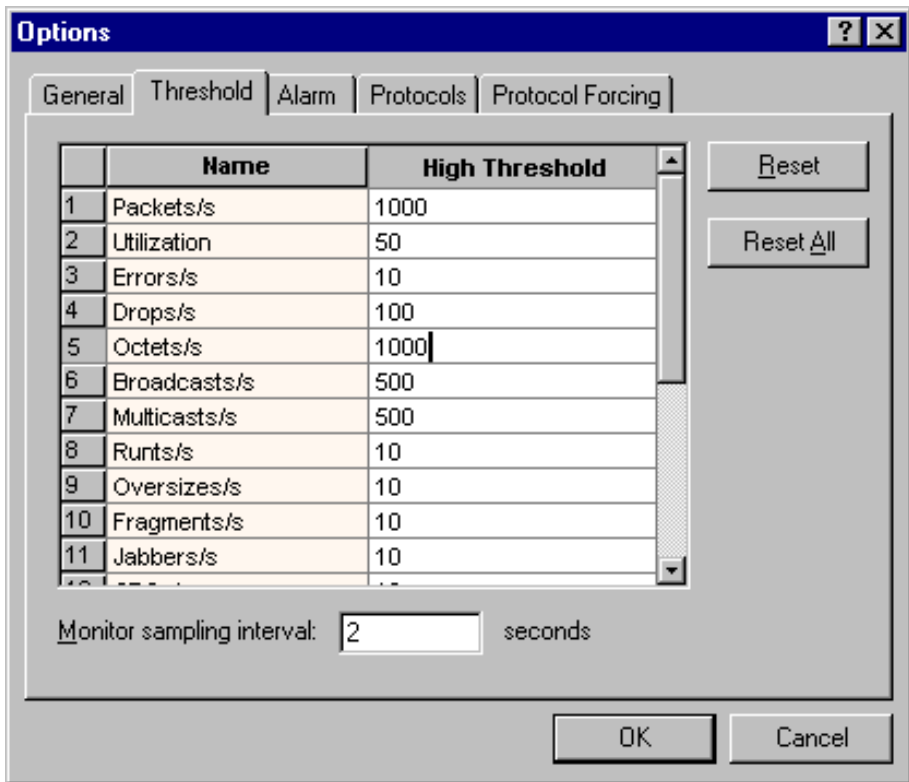 Options
General Threshold Alarm Protocols Protocol Forcing
Name High Threshold
1 Packets/s 1000
2 Utilization 50
3 Errors/s 10
4 Drops/s 100
5 Octets/s 1000
6 Broadcasts/s 500
7 Multicasts/s 500
8 Runts/s 10
9 Oversizes/s 10
10 Fragments/s 10
11 Jabbers/s 10
Reset
Reset All
Monitor sampling interval: 2 seconds
OK Cancel